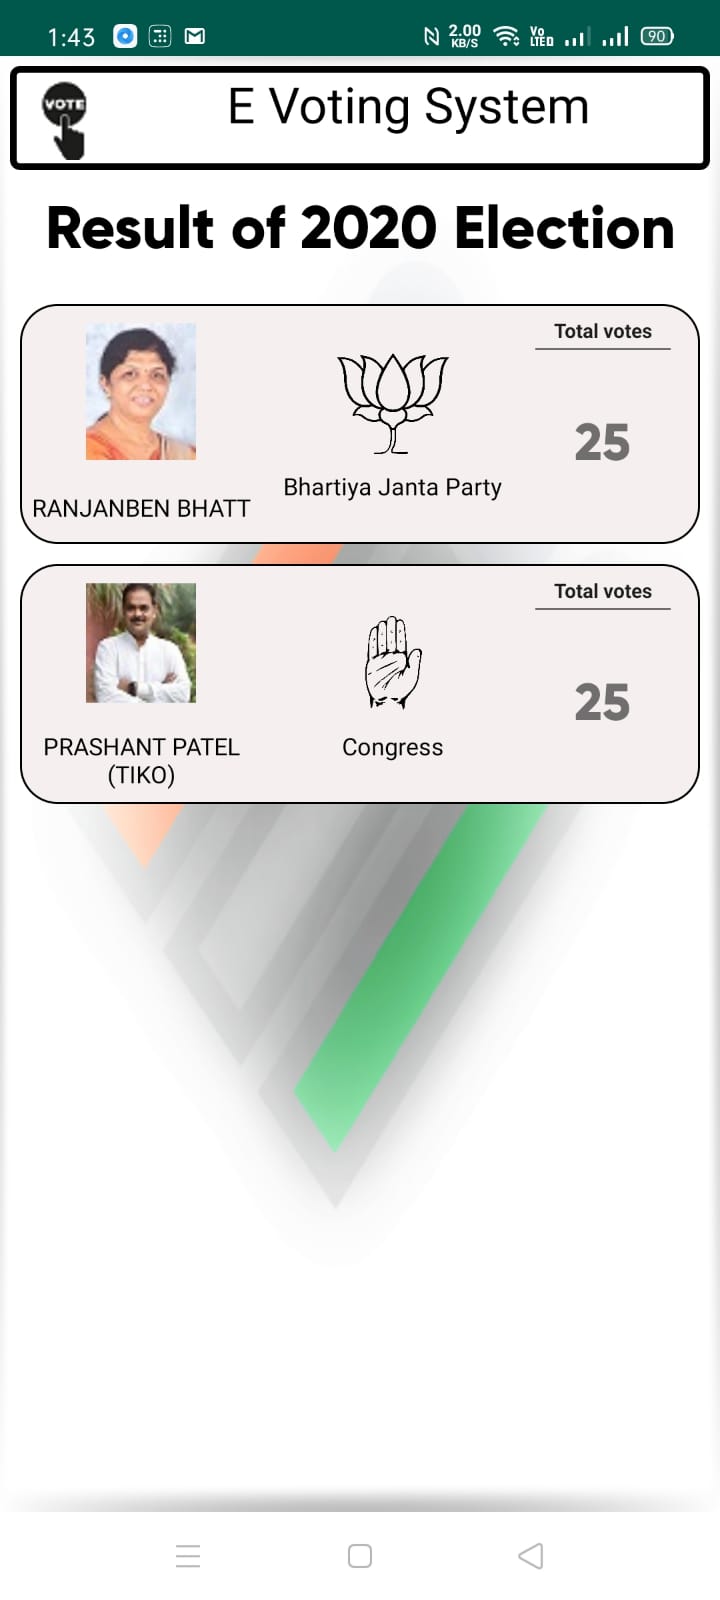 1:43
2.00
KB/S
Vo
LTE
90
VOTE
E Voting System
Result of 2020 Election
Total votes
25
RANJANBEN BHATT
Bhartiya Janta Party
Total votes
25
PRASHANT PATEL
(TIKO)
Congress